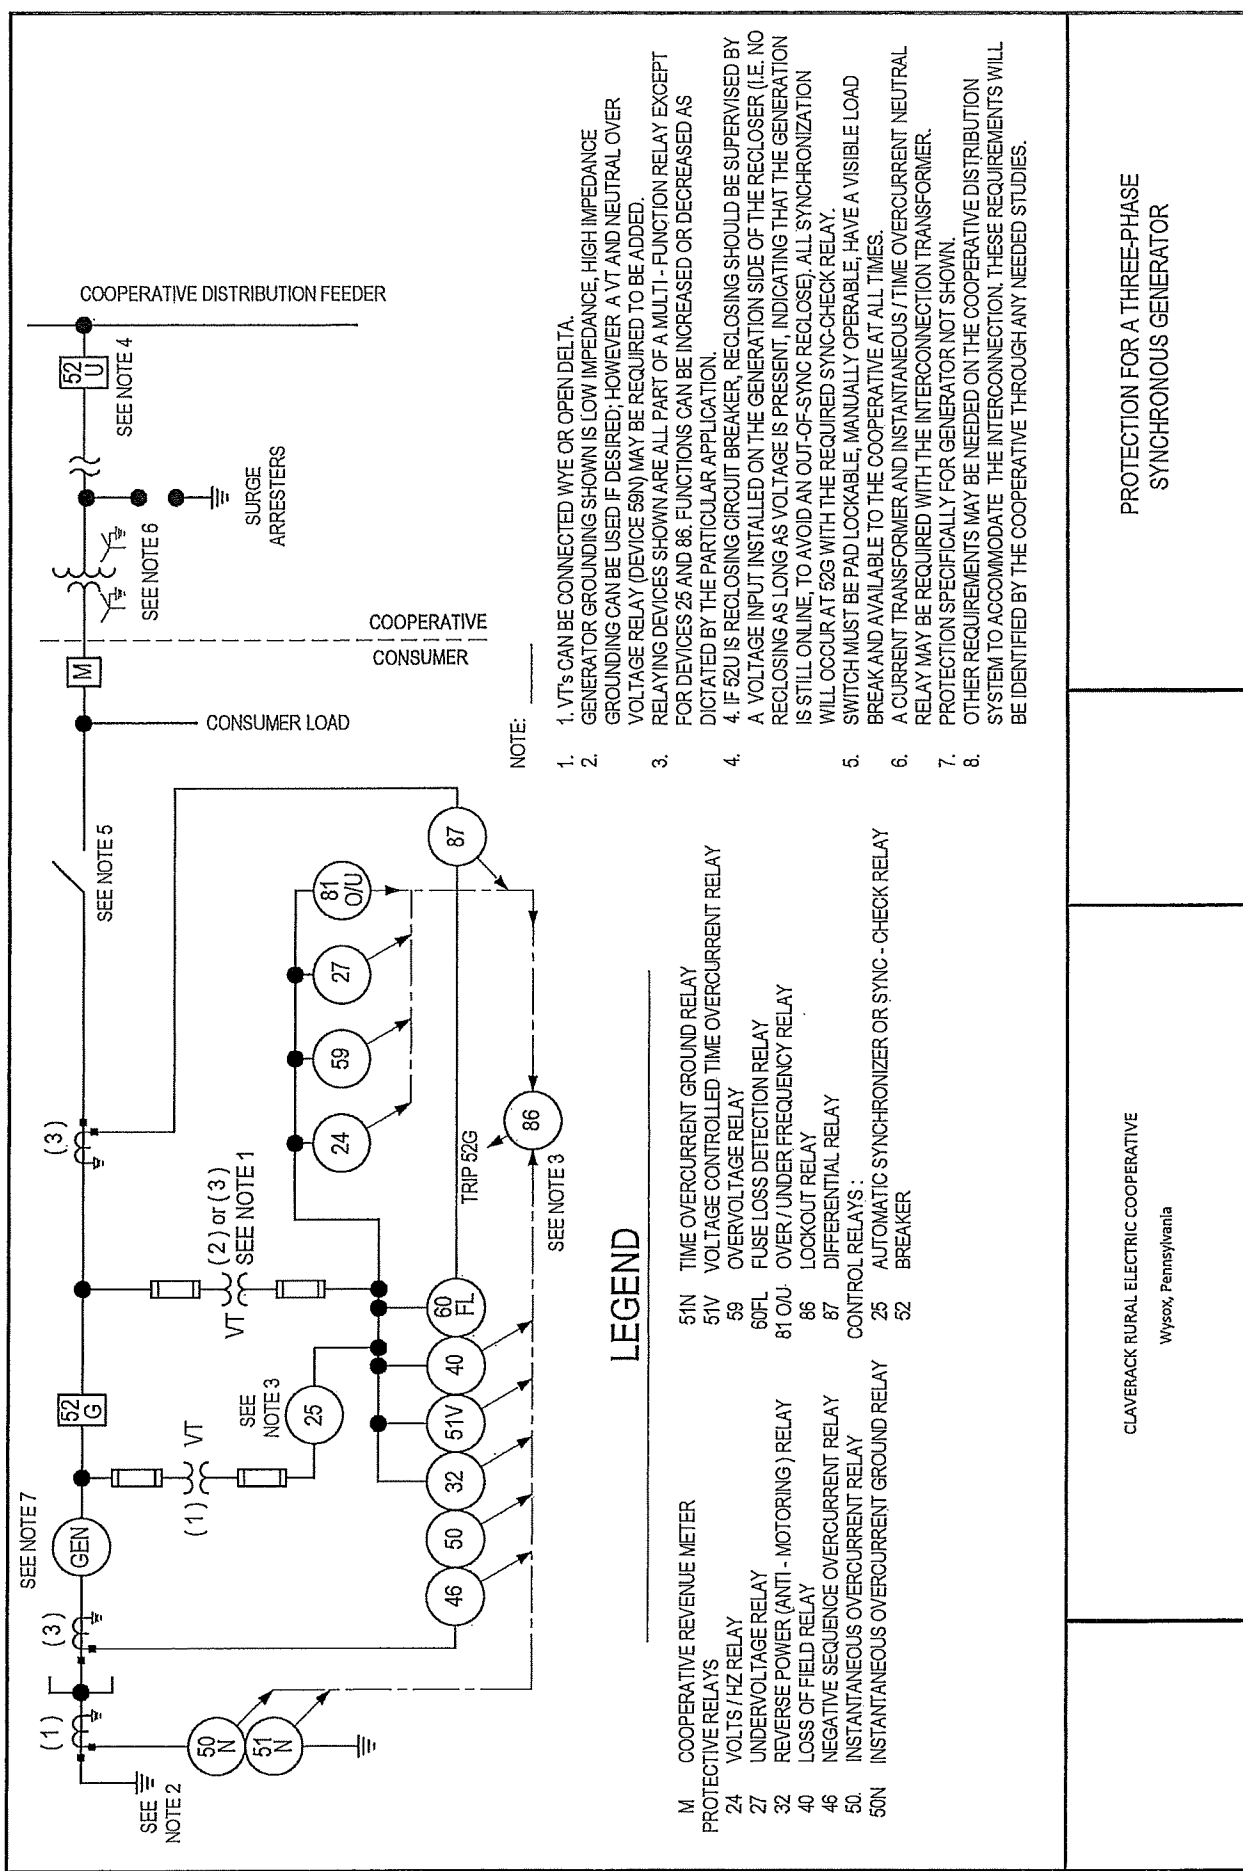 SEE NOTE 7
(1)
(3)
GEN
52
G
(3)
SEE NOTE 5
CONSUMER LOAD
M
COOPERATIVE
CONSUMER
SEE NOTE 6
SURGE
ARRESTERS
52
U
SEE NOTE 4
COOPERATIVE DISTRIBUTION FEEDER
SEE
NOTE 2
50
N
51
N
(1)
VT
SEE
NOTE 3
25
VT
(2) or (3)
SEE NOTE 1
24
59
27
81
O/U
46
50
32
51V
40
60
FL
87
TRIP 52G
86
SEE NOTE 3
LEGEND
M COOPERATIVE REVENUE METER
PROTECTIVE RELAYS
24 VOLTS / HZ RELAY
27 UNDERVOLTAGE RELAY
32 REVERSE POWER (ANTI - MOTORING) RELAY
40 LOSS OF FIELD RELAY
46 NEGATIVE SEQUENCE OVERCURRENT RELAY
50. INSTANTANEOUS OVERCURRENT RELAY
50N INSTANTANEOUS OVERCURRENT GROUND RELAY
51N TIME OVERCURRENT GROUND RELAY
51V VOLTAGE CONTROLLED TIME OVERCURRENT RELAY
59 OVERVOLTAGE RELAY
60FL FUSE LOSS DETECTION RELAY
81 O/U OVER / UNDER FREQUENCY RELAY
86 LOCKOUT RELAY
87 DIFFERENTIAL RELAY
CONTROL RELAYS :
25 AUTOMATIC SYNCHRONIZER OR SYNC - CHECK RELAY
52 BREAKER
NOTE:
1. 1. VT's CAN BE CONNECTED WYE OR OPEN DELTA.
2. GENERATOR GROUNDING SHOWN IS LOW IMPEDANCE, HIGH IMPEDANCE
GROUNDING CAN BE USED IF DESIRED; HOWEVER A VT AND NEUTRAL OVER
VOLTAGE RELAY (DEVICE 59N) MAY BE REQUIRED TO BE ADDED.
3. RELAYING DEVICES SHOWN ARE ALL PART OF A MULTI - FUNCTION RELAY EXCEPT
FOR DEVICES 25 AND 86. FUNCTIONS CAN BE INCREASED OR DECREASED AS
DICTATED BY THE PARTICULAR APPLICATION.
4. 4. IF 52U IS RECLOSING CIRCUIT BREAKER, RECLOSING SHOULD BE SUPERVISED BY
A VOLTAGE INPUT INSTALLED ON THE GENERATION SIDE OF THE RECLOSER (I.E. NO
RECLOSING AS LONG AS VOLTAGE IS PRESENT, INDICATING THAT THE GENERATION
IS STILL ONLINE, TO AVOID AN OUT-OF-SYNC RECLOSE). ALL SYNCHRONIZATION
WILL OCCUR AT 52G WITH THE REQUIRED SYNC-CHECK RELAY.
5. SWITCH MUST BE PAD LOCKABLE, MANUALLY OPERABLE, HAVE A VISIBLE LOAD
BREAK AND AVAILABLE TO THE COOPERATIVE AT ALL TIMES.
6. A CURRENT TRANSFORMER AND INSTANTANEOUS / TIME OVERCURRENT NEUTRAL
RELAY MAY BE REQUIRED WITH THE INTERCONNECTION TRANSFORMER.
7. PROTECTION SPECIFICALLY FOR GENERATOR NOT SHOWN.
8. OTHER REQUIREMENTS MAY BE NEEDED ON THE COOPERATIVE DISTRIBUTION
SYSTEM TO ACCOMMODATE THE INTERCONNECTION. THESE REQUIREMENTS WILL
BE IDENTIFIED BY THE COOPERATIVE THROUGH ANY NEEDED STUDIES.
CLAVERACK RURAL ELECTRIC COOPERATIVE
Wysox, Pennsylvania
PROTECTION FOR A THREE-PHASE
SYNCHRONOUS GENERATOR